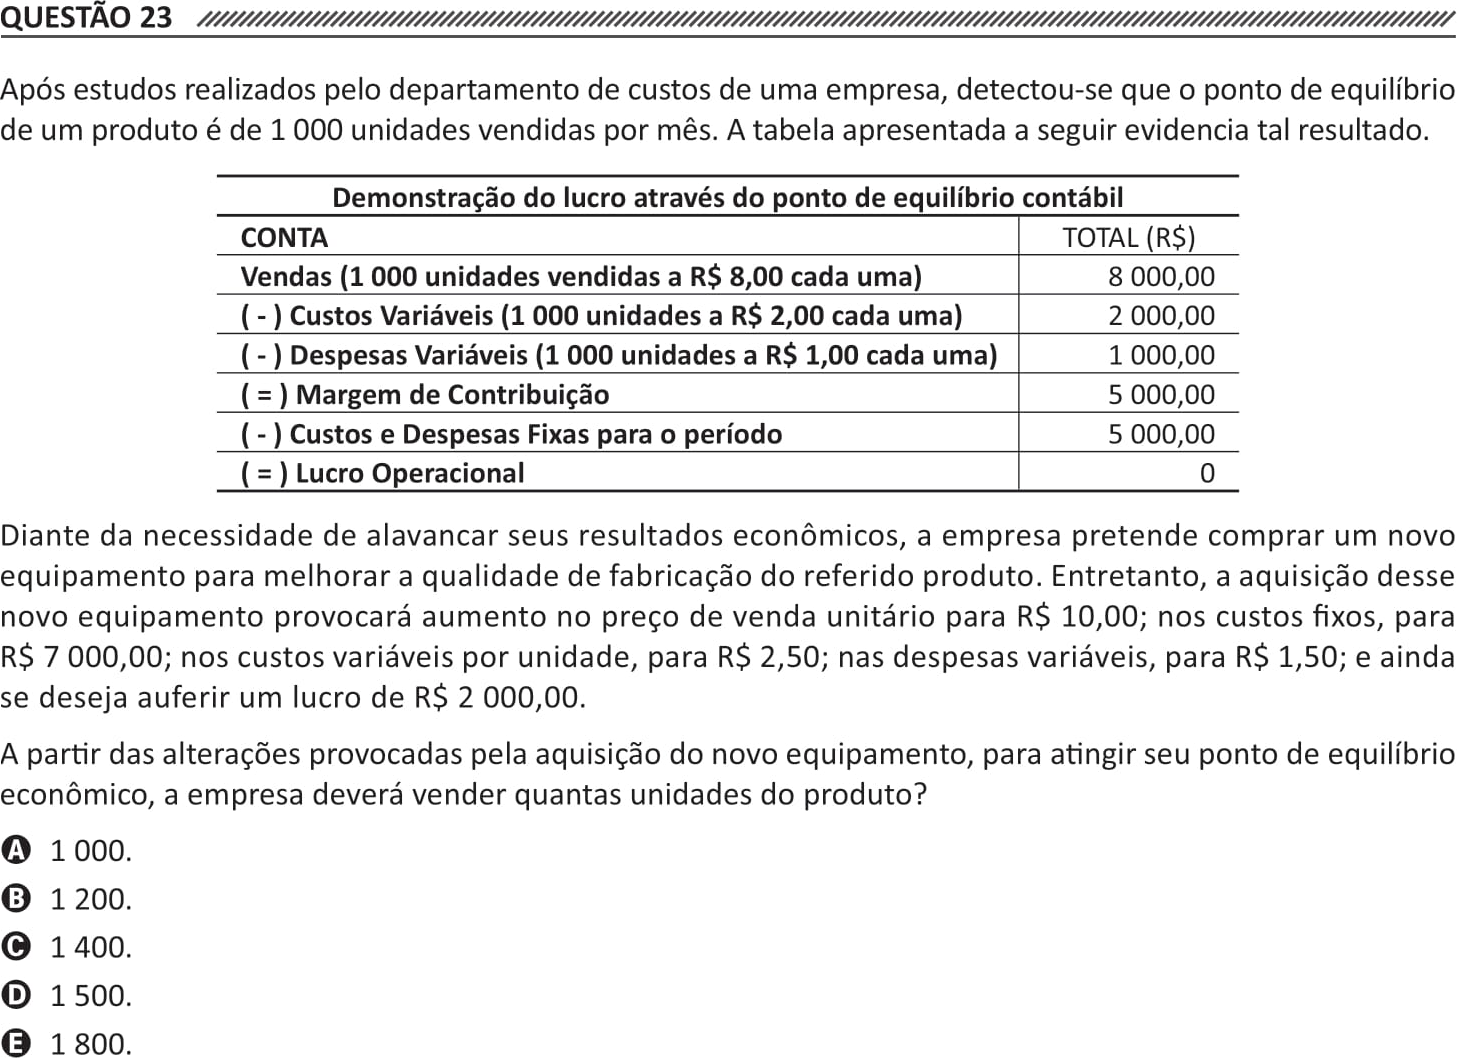 QUESTÃO 23
Após estudos realizados pelo departamento de custos de uma empresa, detectou-se que o ponto de equilíbrio
de um produto é de 1 000 unidades vendidas por mês. A tabela apresentada a seguir evidencia tal resultado.
Demonstração do lucro através do ponto de equilíbrio contábil
CONTA TOTAL (R$)
Vendas (1 000 unidades vendidas a R$ 8,00 cada uma) 8 000,00
( - ) Custos Variáveis (1 000 unidades a R$ 2,00 cada uma) 2 000,00
( - ) Despesas Variáveis (1 000 unidades a R$ 1,00 cada uma) 1 000,00
( = ) Margem de Contribuição 5 000,00
( - ) Custos e Despesas Fixas para o período 5 000,00
( = ) Lucro Operacional 0
Diante da necessidade de alavancar seus resultados econômicos, a empresa pretende comprar um novo
equipamento para melhorar a qualidade de fabricação do referido produto. Entretanto, a aquisição desse
novo equipamento provocará aumento no preço de venda unitário para R$ 10,00; nos custos fixos, para
R$ 7 000,00; nos custos variáveis por unidade, para R$ 2,50; nas despesas variáveis, para R$ 1,50; e ainda
se deseja auferir um lucro de R$ 2 000,00.
A partir das alterações provocadas pela aquisição do novo equipamento, para atingir seu ponto de equilíbrio
econômico, a empresa deverá vender quantas unidades do produto?
A 1 000.
B 1 200.
C 1 400.
D 1 500.
E 1 800.